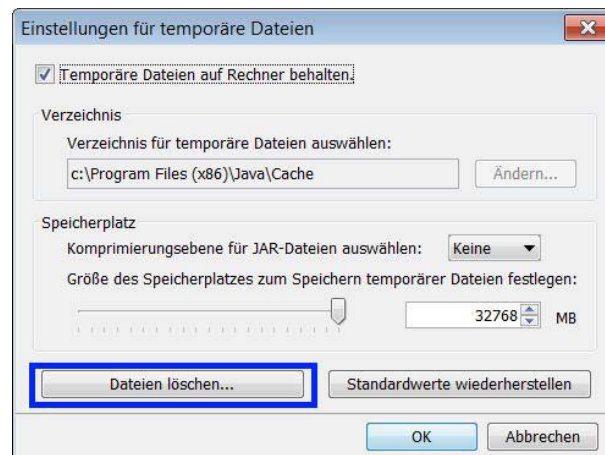 Einstellungen für temporäre Dateien
Temporäre Dateien auf Rechner behalten.
Verzeichnis
Verzeichnis für temporäre Dateien auswählen:
c:\Program Files (x86)\Java\Cache
Ändern...
Speicherplatz
Komprimierungsebene für JAR-Dateien auswählen: Keine
Größe des Speicherplatzes zum Speichern temporärer Dateien festlegen:
32768 MB
Dateien löschen... Standardwerte wiederherstellen
OK Abbrechen